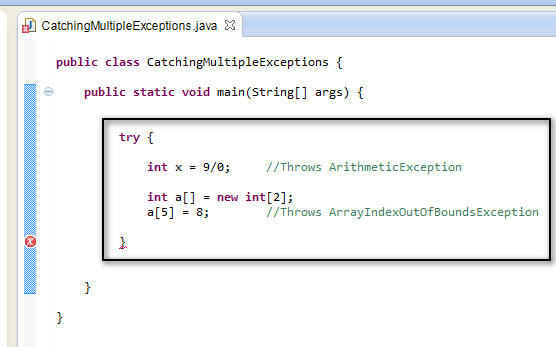 CatchingMultipleExceptions.java
public class CatchingMultipleExceptions {
public static void main(String[] args) {
try {
int x = 9/0; //Throws ArithmeticException
int a[] = new int[2];
a[5] = 8; //Throws ArrayIndexOutOfBoundsException
}
}
}